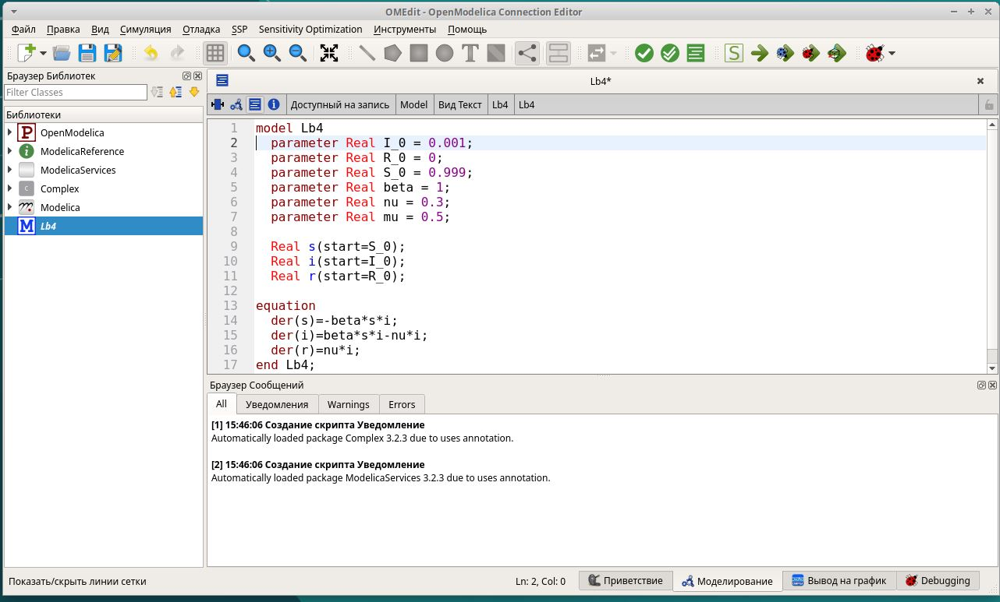 OMEdit - OpenModelica Connection Editor
Файл Правка Вид Симуляция Отладка SSP Sensitivity Optimization Инструменты Помощь
T S
Браузер Библиотек
Filter Classes
Библиотеки
P OpenModelica
i ModelicaReference
ModelicaServices
C Complex
Modelica
M Lb4
Lb4*
i Доступный на запись Model Вид Текст Lb4 Lb4
1 model Lb4
2 parameter Real I_0 = 0.001;
3 parameter Real R_0 = 0;
4 parameter Real S_0 = 0.999;
5 parameter Real beta = 1;
6 parameter Real nu = 0.3;
7 parameter Real mu = 0.5;
8
9 Real s(start=S_0);
10 Real i(start=I_0);
11 Real r(start=R_0);
12
13 equation
14 der(s)=-beta*s*i;
15 der(i)=beta*s*i-nu*i;
16 der(r)=nu*i;
17 end Lb4;
Браузер Сообщений
All Уведомления Warnings Errors
[1] 15:46:06 Создание скрипта Уведомление
Automatically loaded package Complex 3.2.3 due to uses annotation.
[2] 15:46:06 Создание скрипта Уведомление
Automatically loaded package ModelicaServices 3.2.3 due to uses annotation.
Показать/скрыть линии сетки
Ln: 2, Col: 0 Приветствие Моделирование Вывод на график Debugging